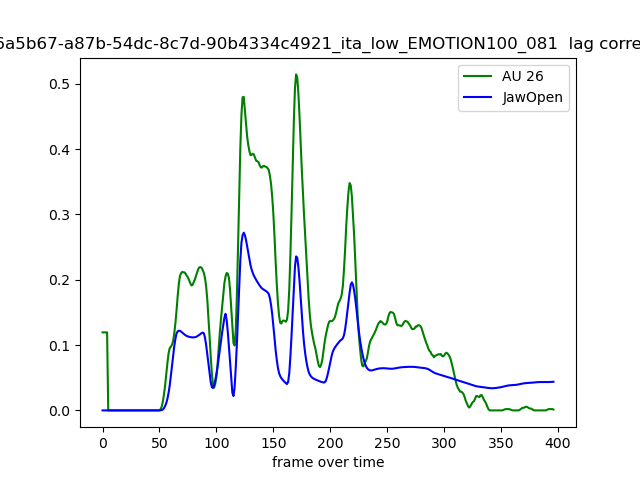 6a5b67-a87b-54dc-8c7d-90b4334c4921_ita_low_EMOTION100_081 lag corre
AU 26
JawOpen
0.5
0.4
0.3
0.2
0.1
0.0
0 50 100 150 200 250 300 350 400
frame over time